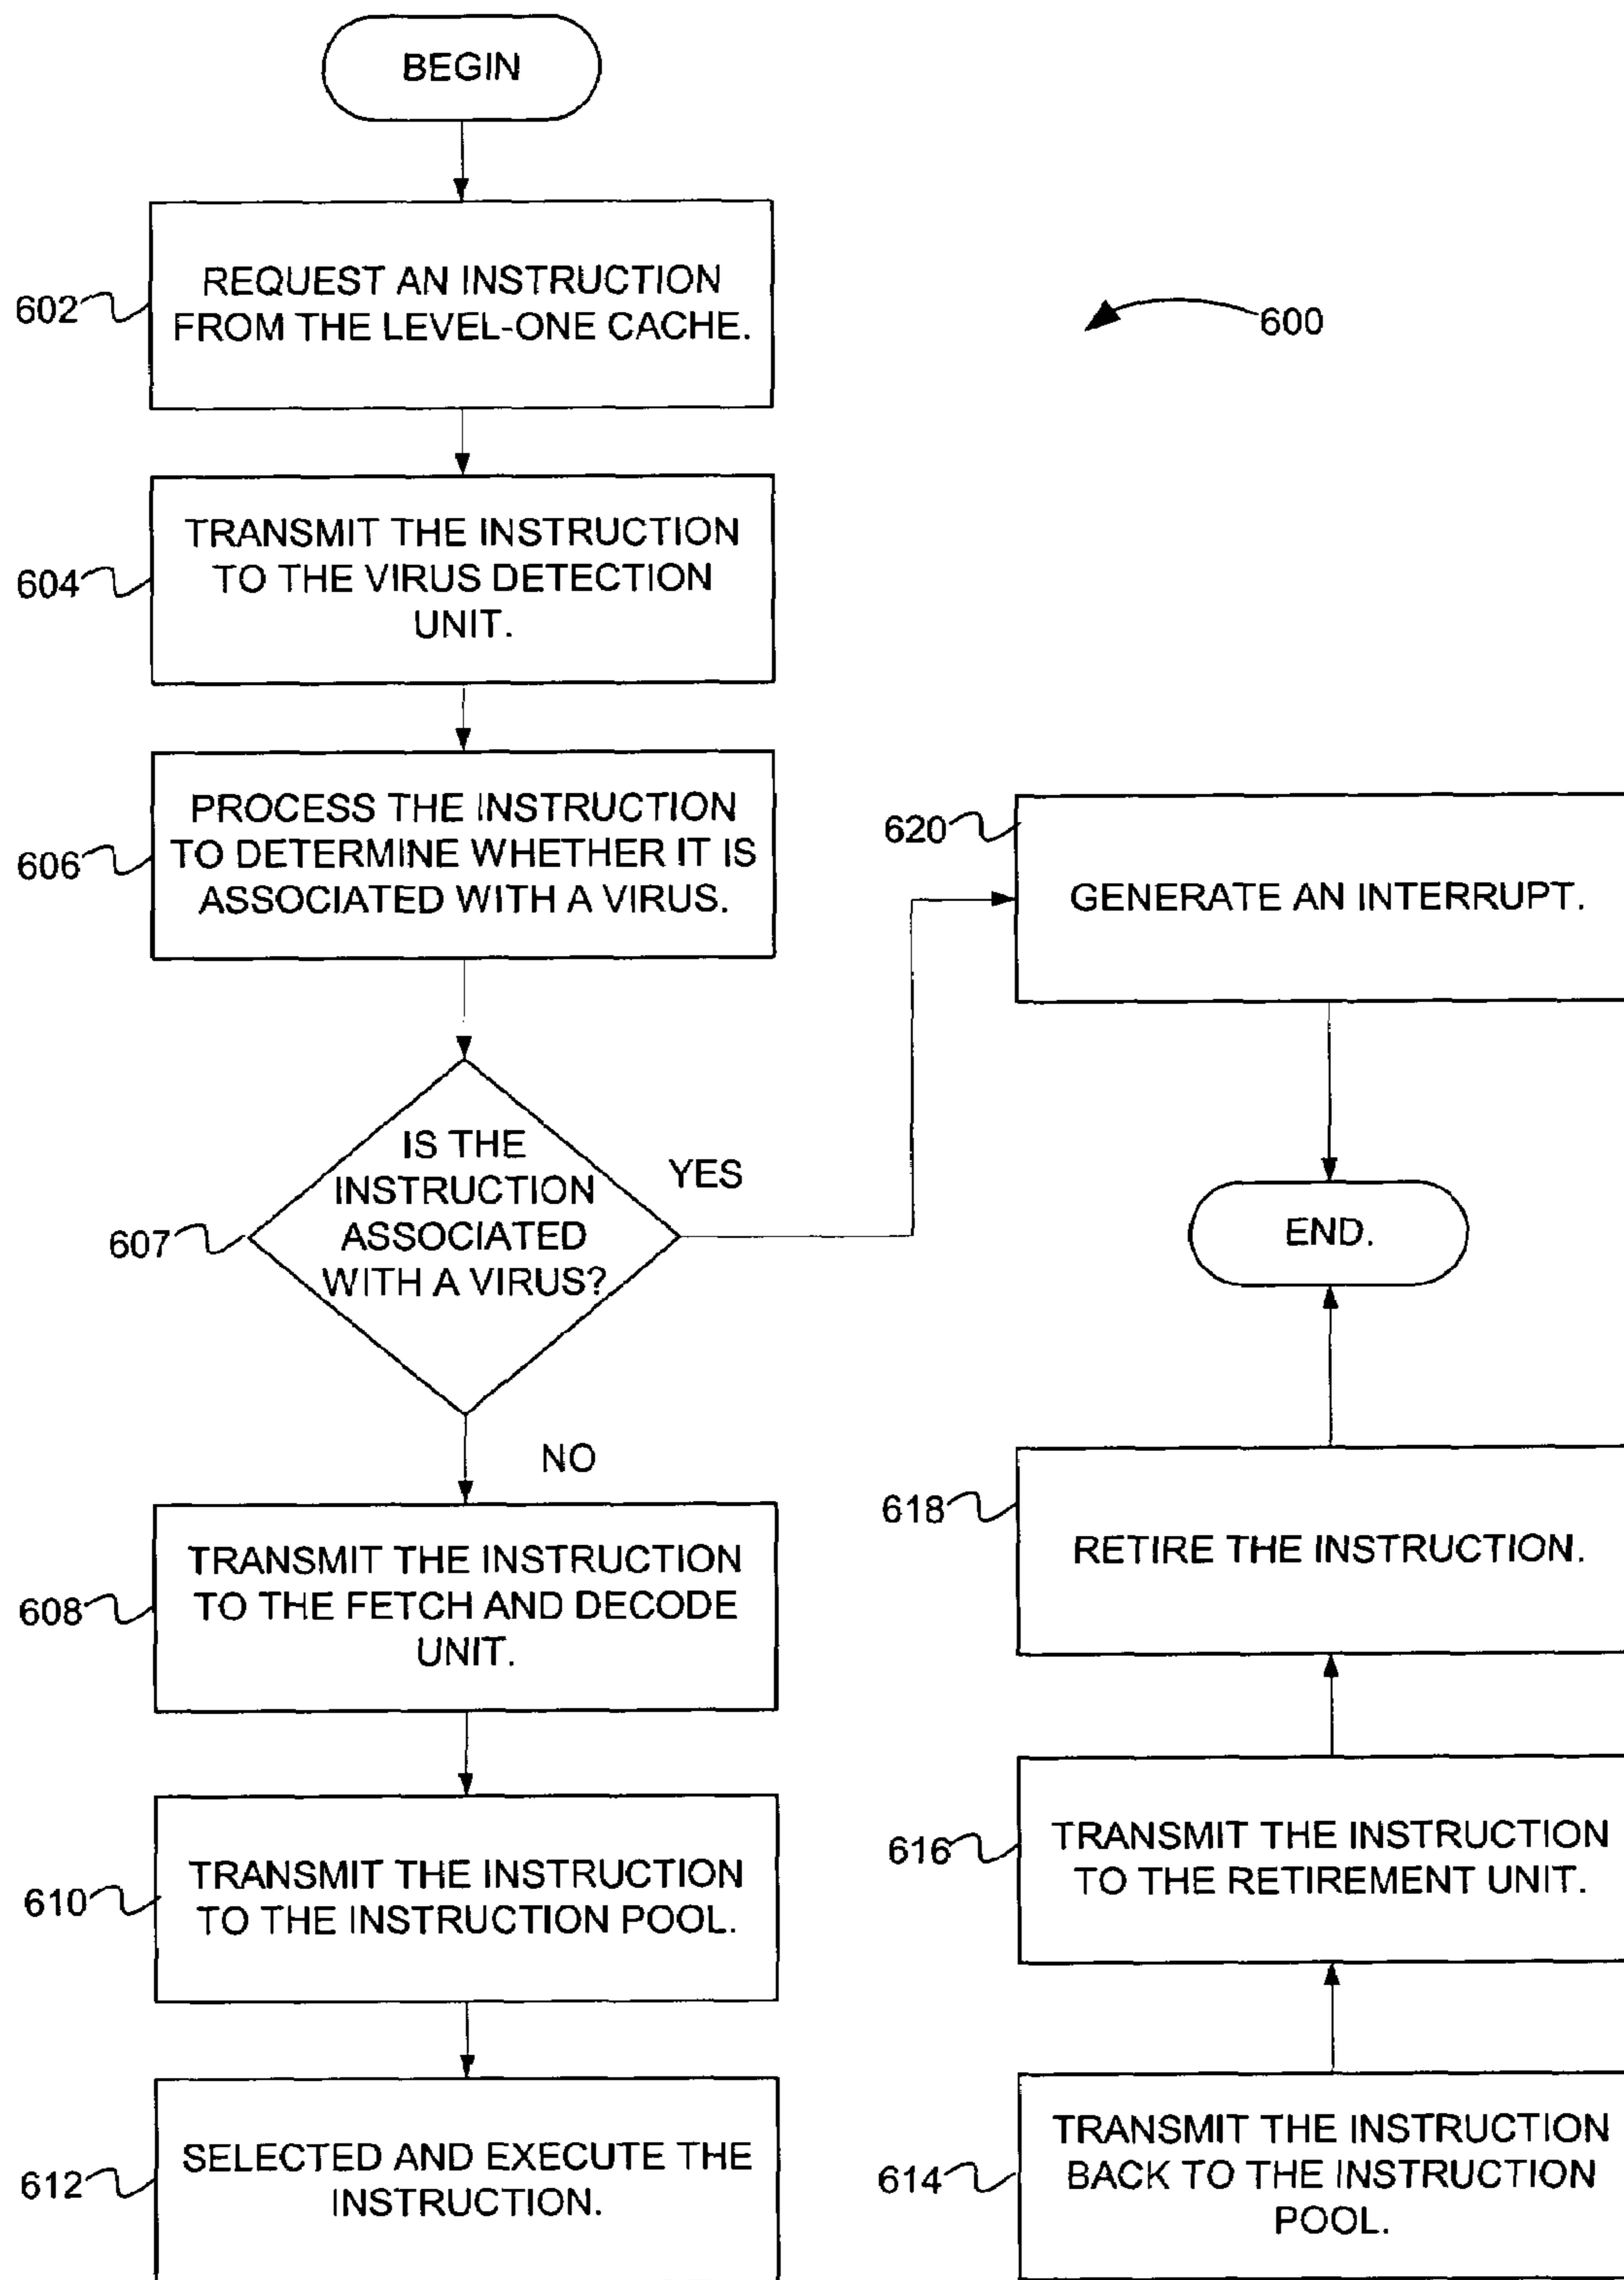 BEGIN
602
REQUEST AN INSTRUCTION
FROM THE LEVEL-ONE CACHE.
600
604
TRANSMIT THE INSTRUCTION
TO THE VIRUS DETECTION
UNIT.
606
PROCESS THE INSTRUCTION
TO DETERMINE WHETHER IT IS
ASSOCIATED WITH A VIRUS.
607
IS THE
INSTRUCTION
ASSOCIATED
WITH A VIRUS?
YES
NO
608
TRANSMIT THE INSTRUCTION
TO THE FETCH AND DECODE
UNIT.
610
TRANSMIT THE INSTRUCTION
TO THE INSTRUCTION POOL.
612
SELECTED AND EXECUTE THE
INSTRUCTION.
620
GENERATE AN INTERRUPT.
END.
618
RETIRE THE INSTRUCTION.
616
TRANSMIT THE INSTRUCTION
TO THE RETIREMENT UNIT.
614
TRANSMIT THE INSTRUCTION
BACK TO THE INSTRUCTION
POOL.